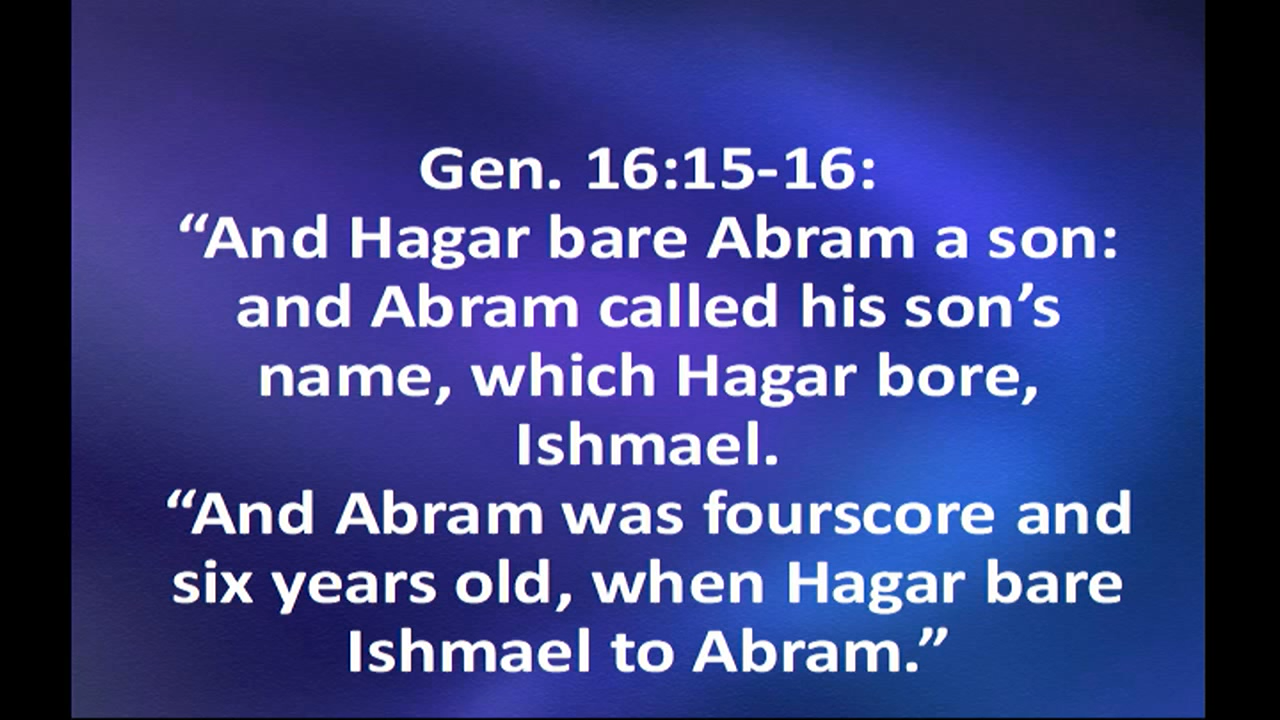 Gen. 16:15-16:
“And Hagar bare Abram a son:
and Abram called his son’s
name, which Hagar bore,
Ishmael.
“And Abram was fourscore and
six years old, when Hagar bare
Ishmael to Abram.”